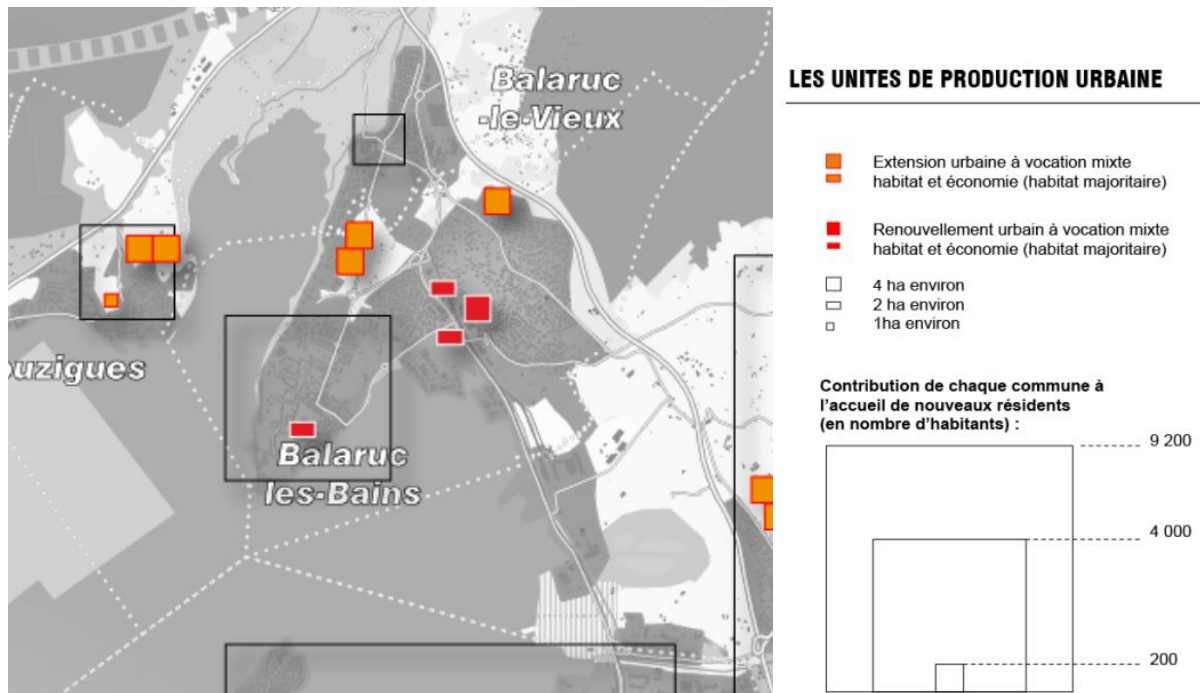 Balaruc
-le-Vieux
ouzigues
Balaruc
les-Bains
LES UNITES DE PRODUCTION URBAINE
Extension urbaine à vocation mixte
habitat et économie (habitat majoritaire)
Renouvellement urbain à vocation mixte
habitat et économie (habitat majoritaire)
4 ha environ
2 ha environ
1ha environ
Contribution de chaque commune à
l'accueil de nouveaux résidents
(en nombre d'habitants) :
9 200
4 000
200